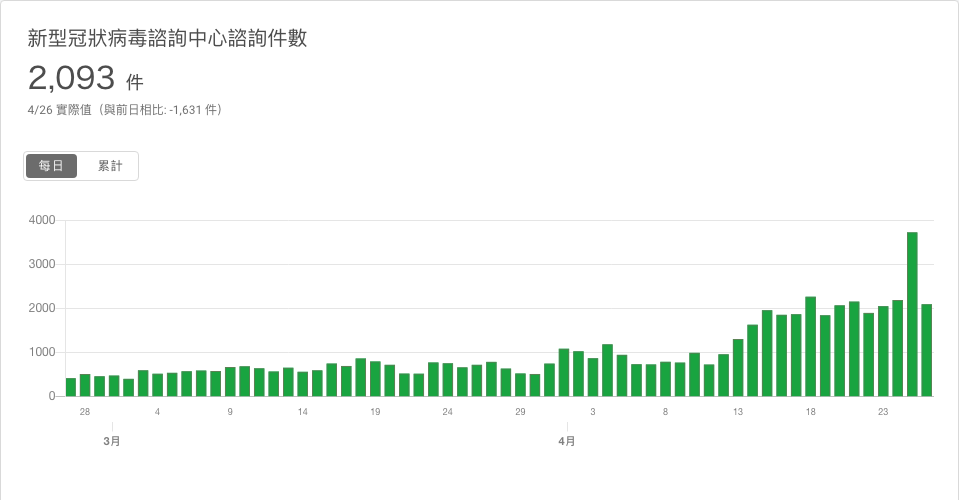 新型冠狀病毒諮詢中心諮詢件數
2,093 件
4/26 實際值（與前日相比: -1,631 件）
每日 累計
4000
3000
2000
1000
0
28 4 9 14 19 24 29 3 8 13 18 23
3月 4月